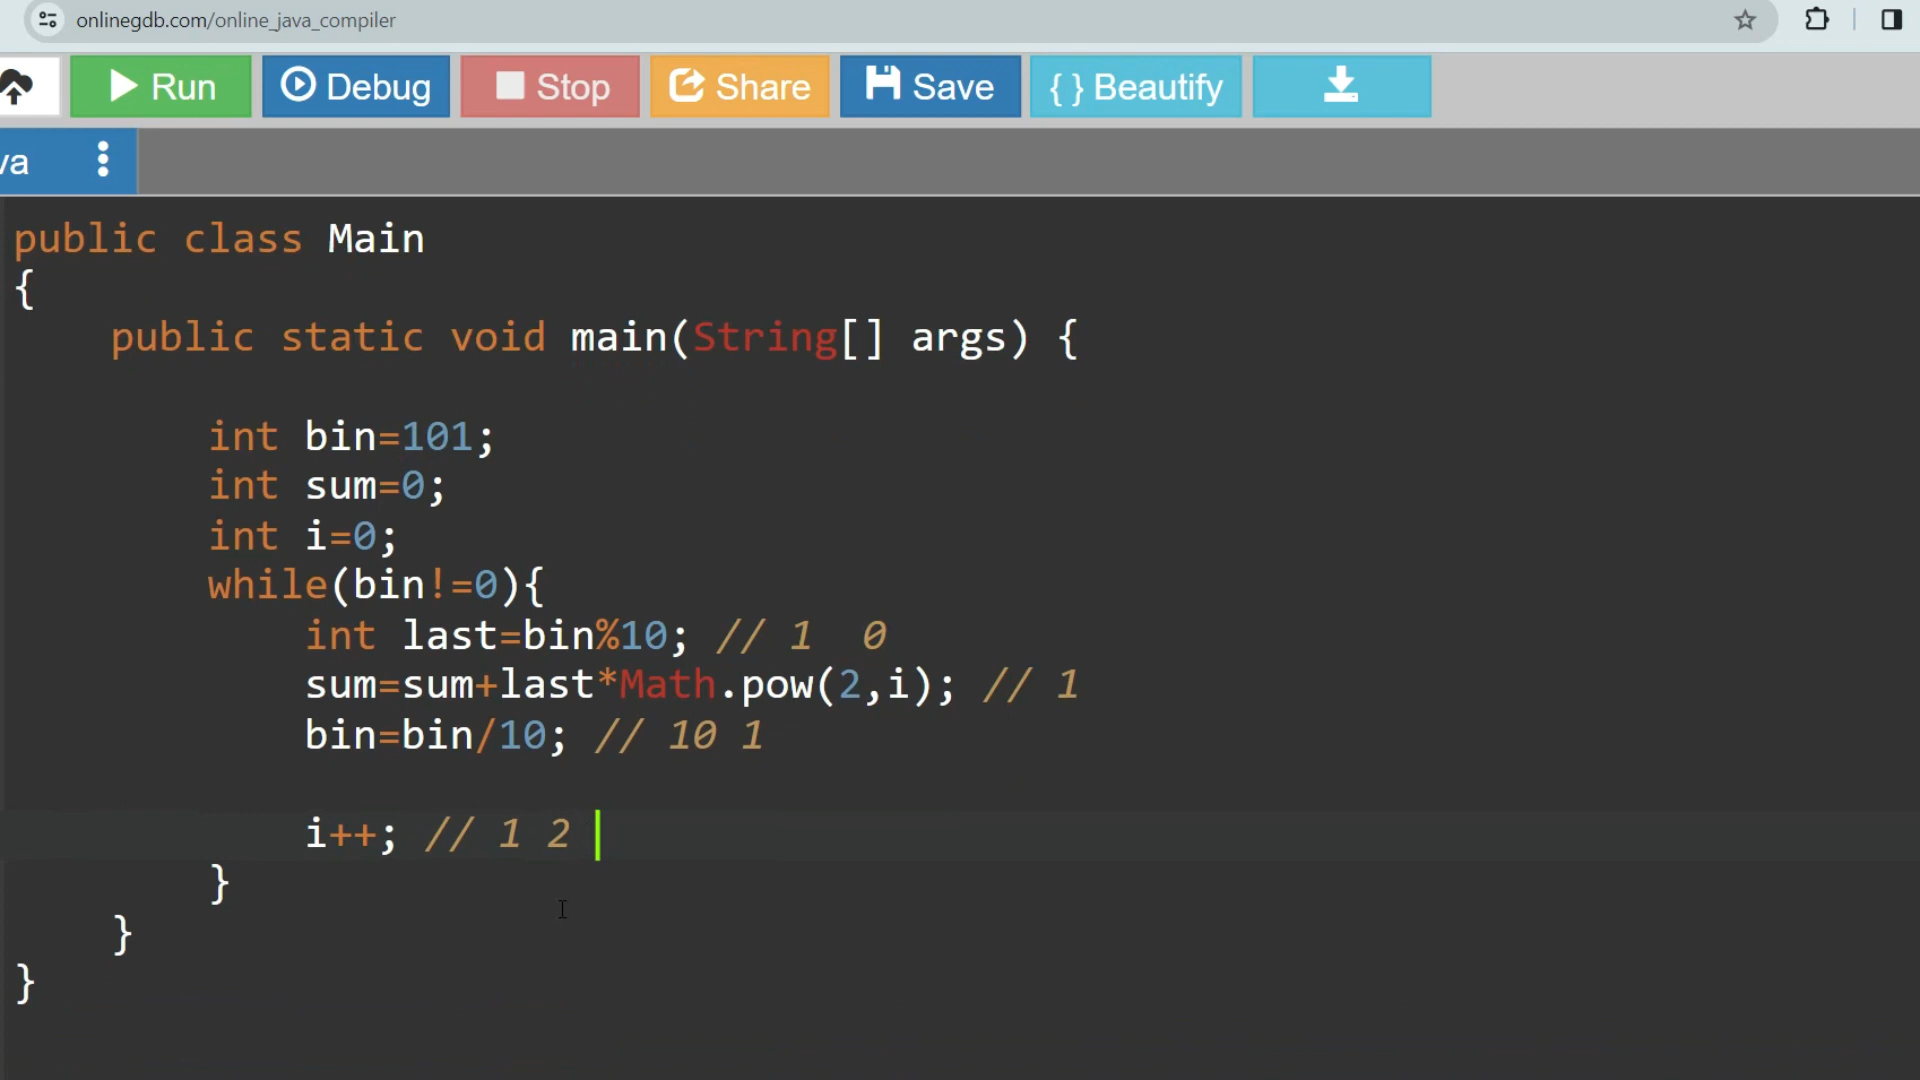 onlinegdb.com/online_java_compiler
Run Debug Stop Share Save { } Beautify
va
public class Main
{
    public static void main(String[] args) {
        int bin=101;
        int sum=0;
        int i=0;
        while(bin!=0){
            int last=bin%10; // 1  0
            sum=sum+last*Math.pow(2,i); // 1
            bin=bin/10; // 10 1
            i++; // 1 2
        }
    }
}